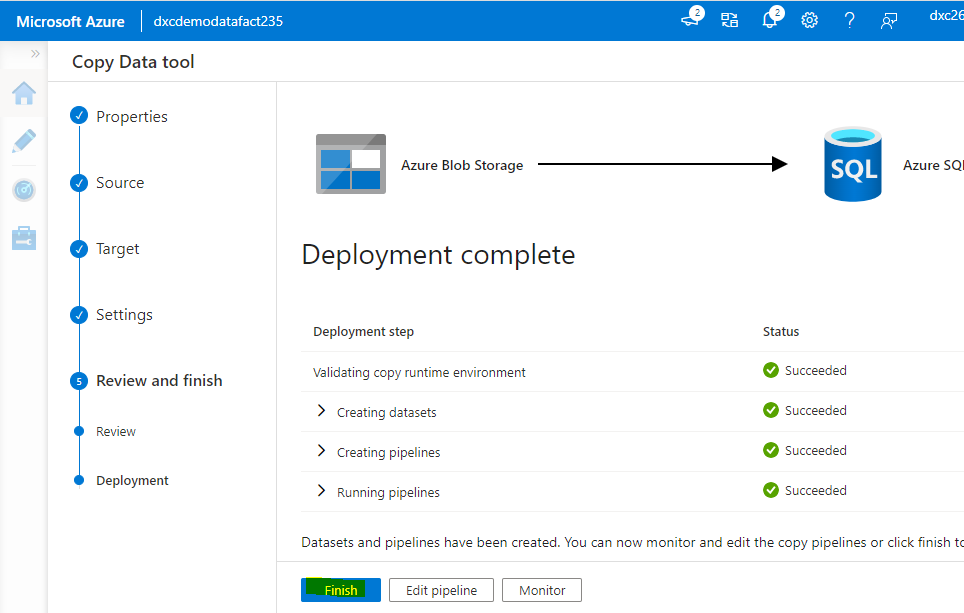 Microsoft Azure dxcdemodatafact235 2 2 dxc26
Copy Data tool
Properties
Source
Target
Settings
5 Review and finish
Review
Deployment
Azure Blob Storage SQL Azure SQL
Deployment complete
Deployment step Status
Validating copy runtime environment Succeeded
Creating datasets Succeeded
Creating pipelines Succeeded
Running pipelines Succeeded
Datasets and pipelines have been created. You can now monitor and edit the copy pipelines or click finish to
Finish Edit pipeline Monitor